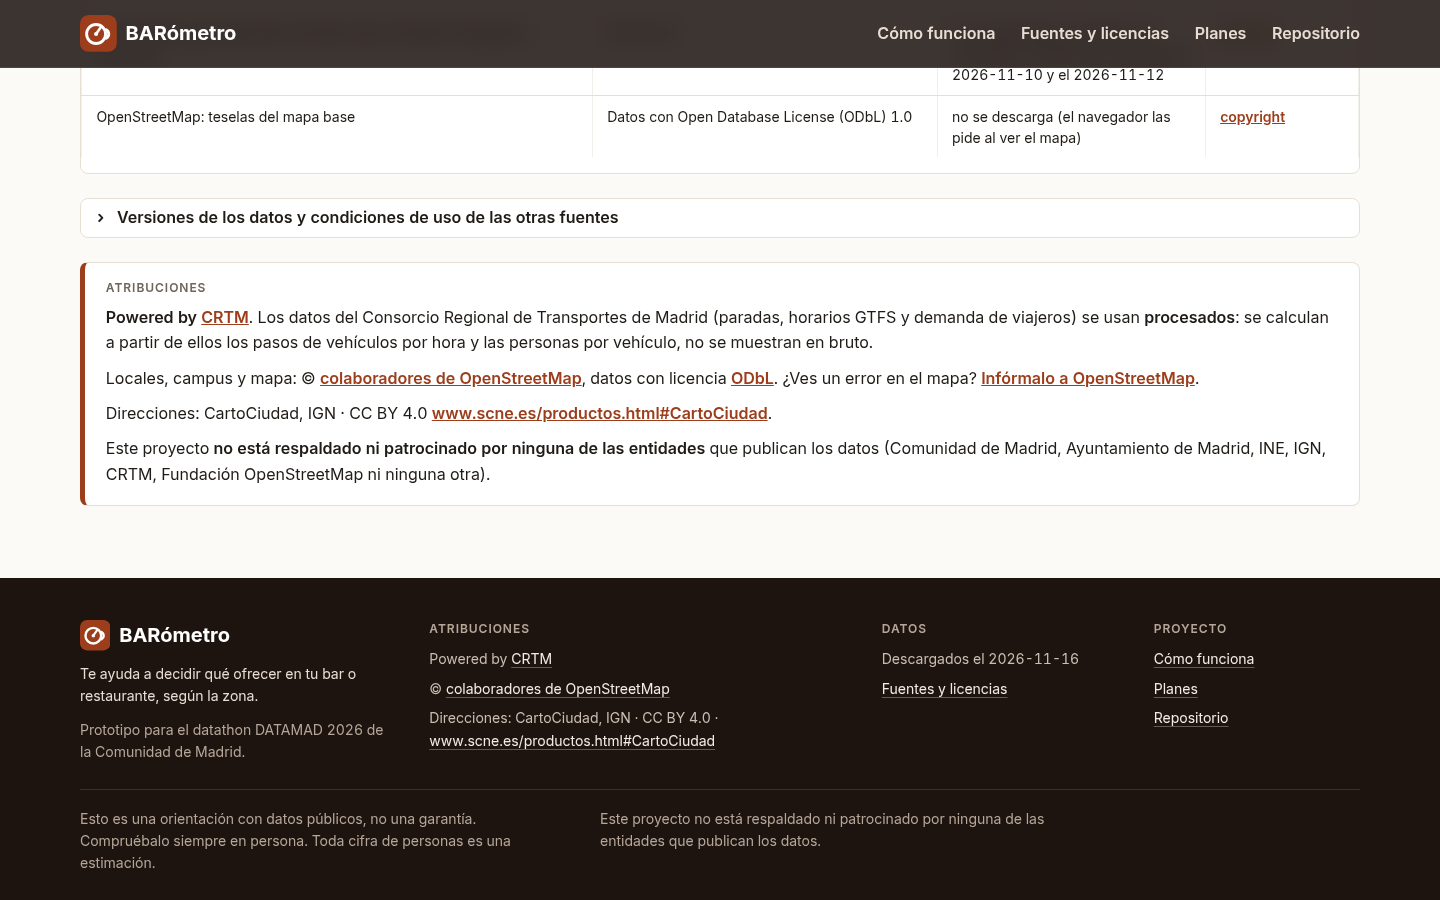 BARómetro
Cómo funciona
Fuentes y licencias
Planes
Repositorio
2026-11-10 y el 2026-11-12
OpenStreetMap: teselas del mapa base
Datos con Open Database License (ODbL) 1.0
no se descarga (el navegador las
pide al ver el mapa)
copyright
Versiones de los datos y condiciones de uso de las otras fuentes
ATRIBUCIONES
Powered by CRTM. Los datos del Consorcio Regional de Transportes de Madrid (paradas, horarios GTFS y demanda de viajeros) se usan procesados: se calculan
a partir de ellos los pasos de vehículos por hora y las personas por vehículo, no se muestran en bruto.
Locales, campus y mapa: © colaboradores de OpenStreetMap, datos con licencia ODbL. ¿Ves un error en el mapa? Infórmalo a OpenStreetMap.
Direcciones: CartoCiudad, IGN · CC BY 4.0 www.scne.es/productos.html#CartoCiudad.
Este proyecto no está respaldado ni patrocinado por ninguna de las entidades que publican los datos (Comunidad de Madrid, Ayuntamiento de Madrid, INE, IGN,
CRTM, Fundación OpenStreetMap ni ninguna otra).
BARómetro
Te ayuda a decidir qué ofrecer en tu bar o
restaurante, según la zona.
Prototipo para el datathon DATAMAD 2026 de
la Comunidad de Madrid.
ATRIBUCIONES
Powered by CRTM
© colaboradores de OpenStreetMap
Direcciones: CartoCiudad, IGN · CC BY 4.0 ·
www.scne.es/productos.html#CartoCiudad
DATOS
Descargados el 2026-11-16
Fuentes y licencias
PROYECTO
Cómo funciona
Planes
Repositorio
Esto es una orientación con datos públicos, no una garantía.
Compruébalo siempre en persona. Toda cifra de personas es una
estimación.
Este proyecto no está respaldado ni patrocinado por ninguna de las
entidades que publican los datos.